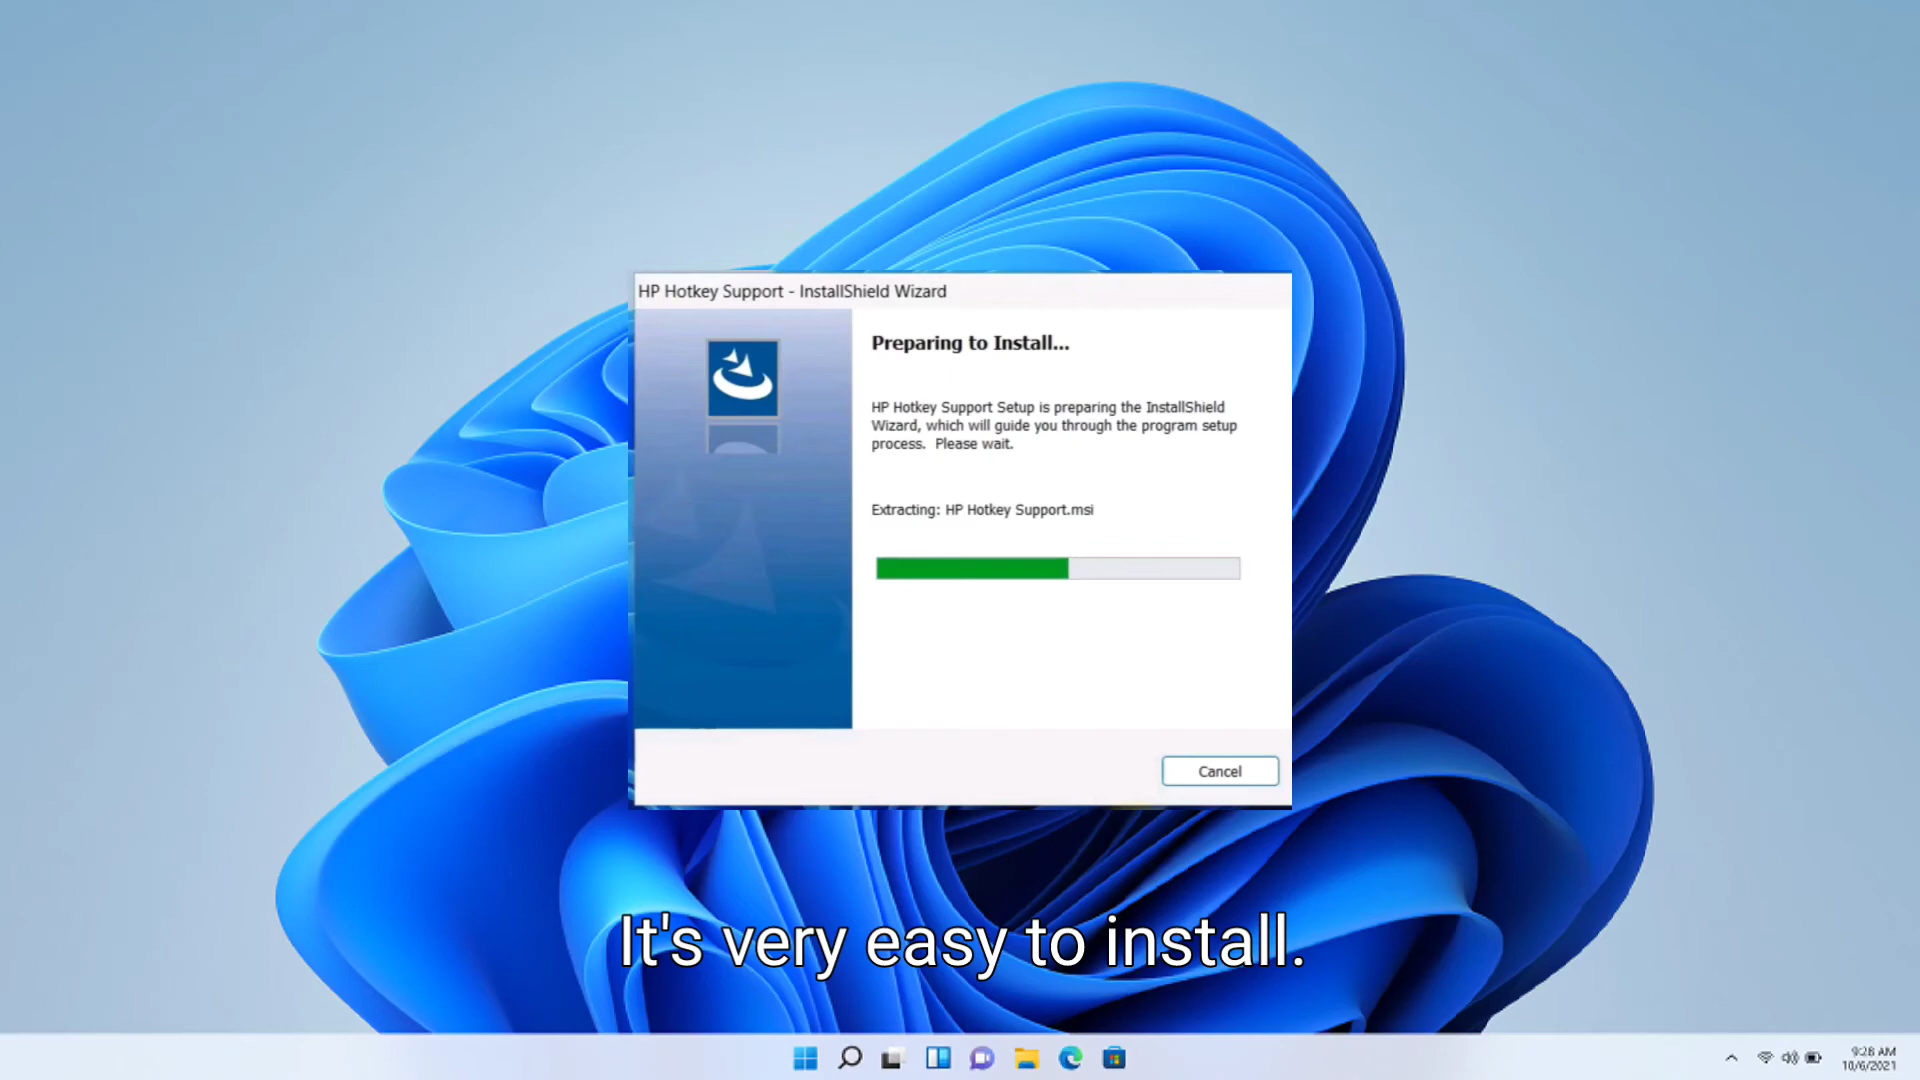 HP Hotkey Support - InstallShield Wizard
Preparing to Install...
HP Hotkey Support Setup is preparing the InstallShield
Wizard, which will guide you through the program setup
process.  Please wait.
Extracting: HP Hotkey Support.msi
Cancel
It's very easy to install.
9:28 AM
10/6/2021